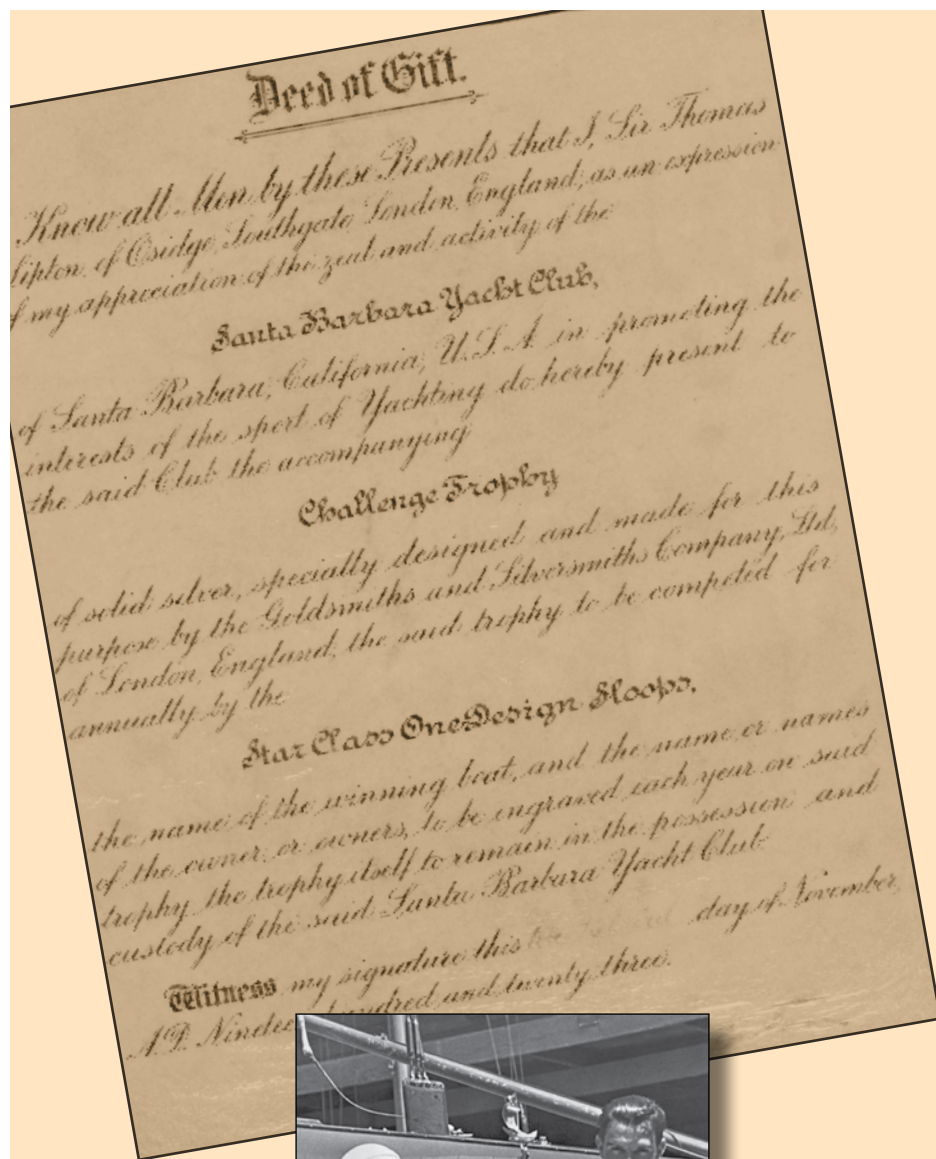 Deed of Gift.
Know all Men by these Presents that I, Sir Thomas
Lipton, of Osidge, Southgate, London, England, as an expression
of my appreciation of the zeal and activity of the
Santa Barbara Yacht Club,
of Santa Barbara, California, U.S.A. in promoting the
interests of the sport of Yachting do hereby present to
the said Club the accompanying
Challenge Trophy
of solid silver, specially designed and made for this
purpose by the Goldsmiths and Silversmiths Company, Ltd,
of London, England, the said trophy to be competed for
annually by the
Star Class One Design Sloops,
the name of the winning boat, and the name or names
of the owner or owners, to be engraved each year on said
trophy the trophy itself to remain in the possession and
custody of the said Santa Barbara Yacht Club
Witness my signature this day of November,
A.D. Nineteen hundred and twenty three.